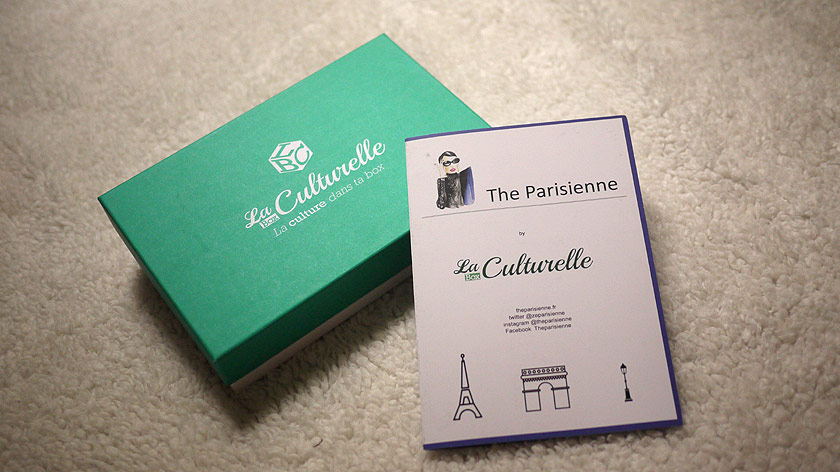 LBC
La Box Culturelle
La culture dans ta box
The Parisienne
by
La Box Culturelle
theparisienne.fr
twitter @zeparisienne
instagram @theparisienne
Facebook Theparisienne